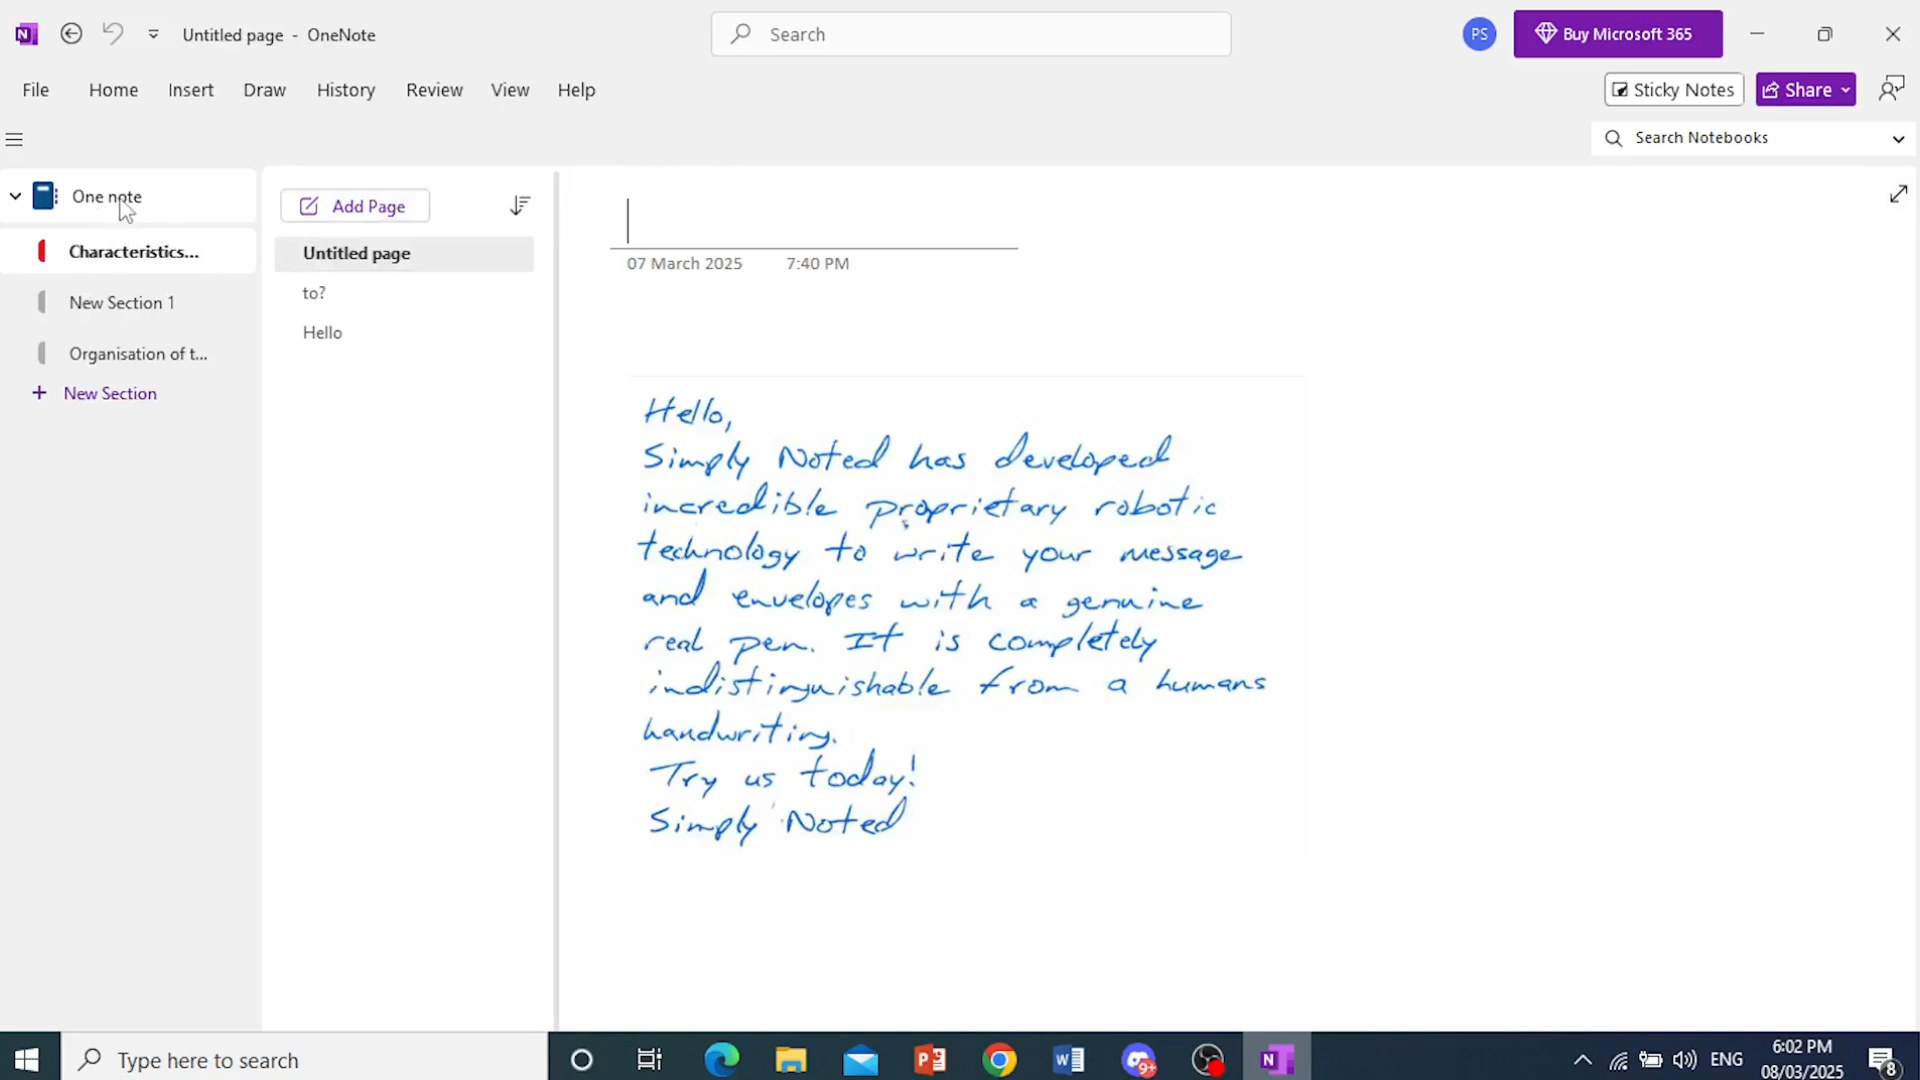 Untitled page - OneNote
Search
PS
Buy Microsoft 365
File Home Insert Draw History Review View Help
Sticky Notes
Share
Search Notebooks
One note
Characteristics...
New Section 1
Organisation of t...
+ New Section
Add Page
Untitled page
to?
Hello
07 March 2025 7:40 PM
Hello,
Simply Noted has developed
incredible proprietary robotic
technology to write your message
and envelopes with a genuine
real pen. It is completely
indistinguishable from a humans
handwriting.
Try us today!
Simply Noted
Type here to search
9+
ENG
6:02 PM
08/03/2025
8